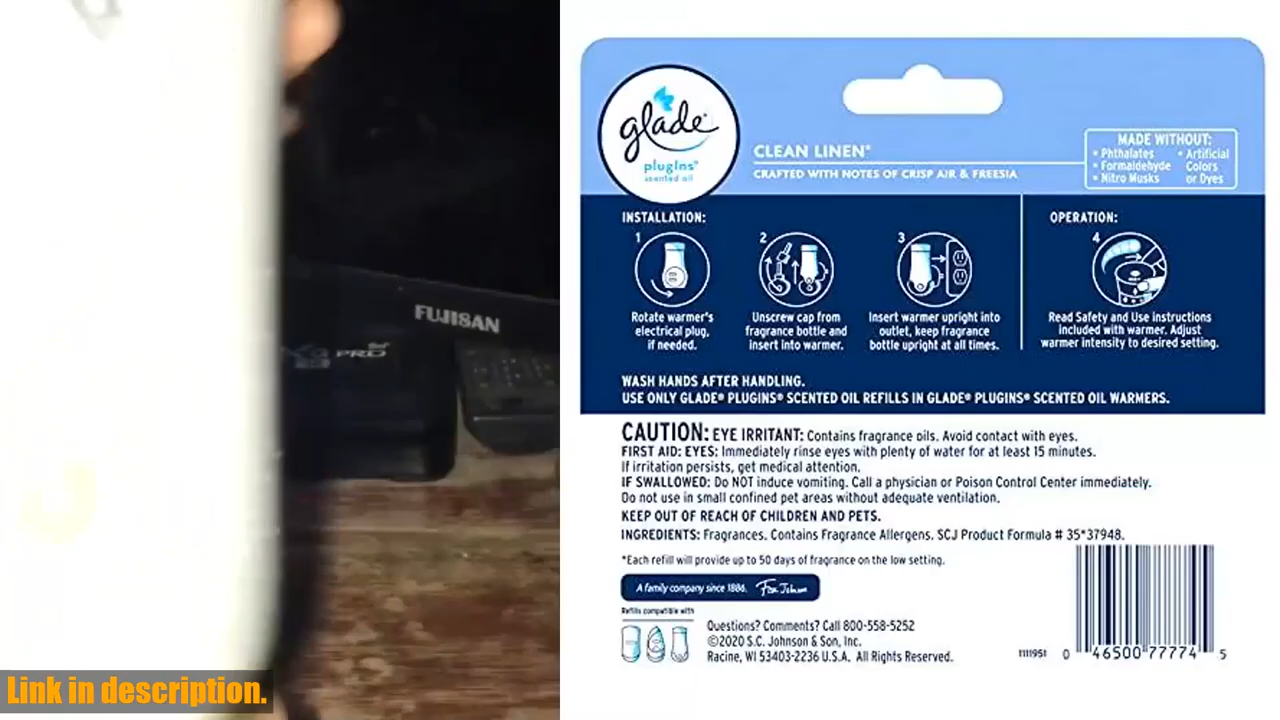 FUJISAN
PRO
Link in description.
glade®
plugins®
scented oil
CLEAN LINEN®
CRAFTED WITH NOTES OF CRISP AIR & FREESIA
MADE WITHOUT:
• Phthalates
• Formaldehyde
• Nitro Musks
• Artificial
Colors
or Dyes
INSTALLATION:
1
Rotate warmer's
electrical plug,
if needed.
2
Unscrew cap from
fragrance bottle and
insert into warmer.
3
Insert warmer upright into
outlet, keep fragrance
bottle upright at all times.
OPERATION:
4
Read Safety and Use instructions
included with warmer. Adjust
warmer intensity to desired setting.
WASH HANDS AFTER HANDLING.
USE ONLY GLADE® PLUGINS® SCENTED OIL REFILLS IN GLADE® PLUGINS® SCENTED OIL WARMERS.
CAUTION: EYE IRRITANT: Contains fragrance oils. Avoid contact with eyes.
FIRST AID: EYES: Immediately rinse eyes with plenty of water for at least 15 minutes.
If irritation persists, get medical attention.
IF SWALLOWED: Do NOT induce vomiting. Call a physician or Poison Control Center immediately.
Do not use in small confined pet areas without adequate ventilation.
KEEP OUT OF REACH OF CHILDREN AND PETS.
INGREDIENTS: Fragrances. Contains Fragrance Allergens. SCJ Product Formula # 35*37948.
*Each refill will provide up to 50 days of fragrance on the low setting.
A family company since 1886.
Refills compatible with
Questions? Comments? Call 800-558-5252
©2020 S.C. Johnson & Son, Inc.
Racine, WI 53403-2236 U.S.A. All Rights Reserved.
1111951
0 46500 77774 5